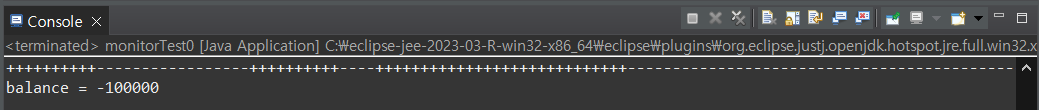 Console ×
<terminated> monitorTest0 [Java Application] C:₩eclipse-jee-2023-03-R-win32-x86_64₩eclipse₩plugins₩org.eclipse.justj.openjdk.hotspot.jre.full.win32.x
++++++++++-----------------++++++++++----++++++++++++++++++++++++++++-------------------------------------------
balance = -100000